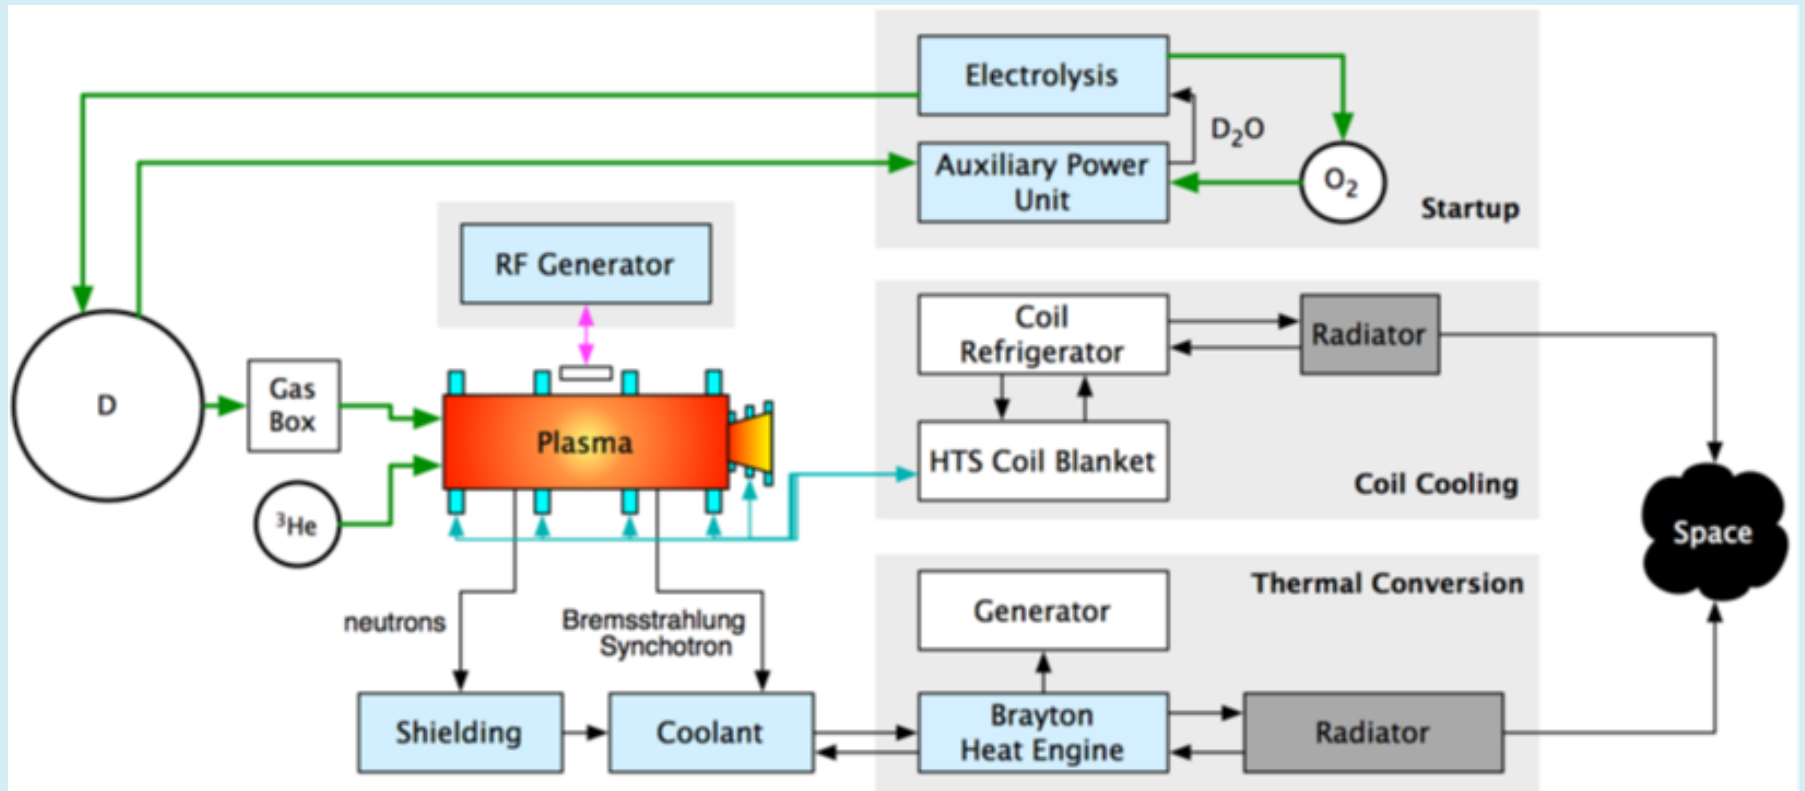 Electrolysis
D₂O
Auxiliary Power
Unit
O₂
Startup
RF Generator
Coil
Refrigerator
Radiator
D
Gas
Box
Plasma
HTS Coil Blanket
Coil Cooling
³He
Space
Thermal Conversion
Generator
neutrons
Bremsstrahlung
Synchotron
Shielding
Coolant
Brayton
Heat Engine
Radiator